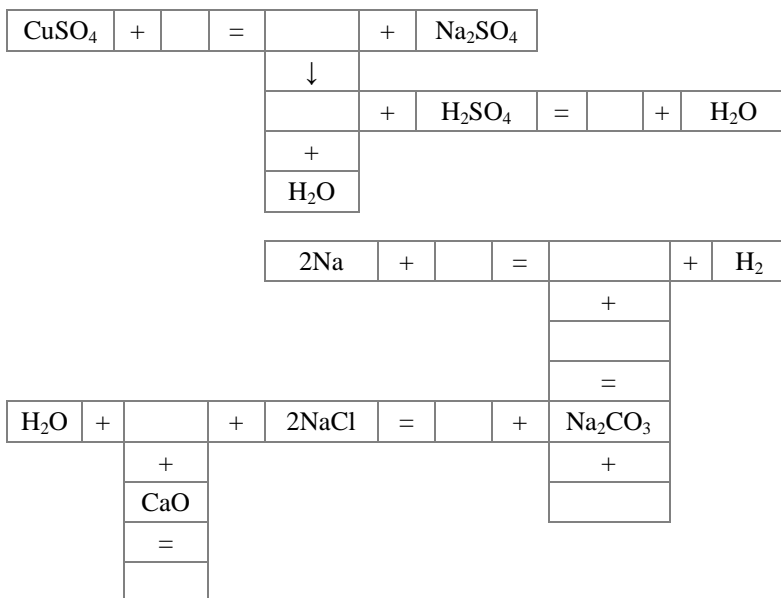 CuSO₄ + = + Na₂SO₄
↓
+ H₂SO₄ = + H₂O
+
H₂O
2Na + = + H₂
+
=
H₂O + + 2NaCl = + Na₂CO₃
+ +
CaO
=